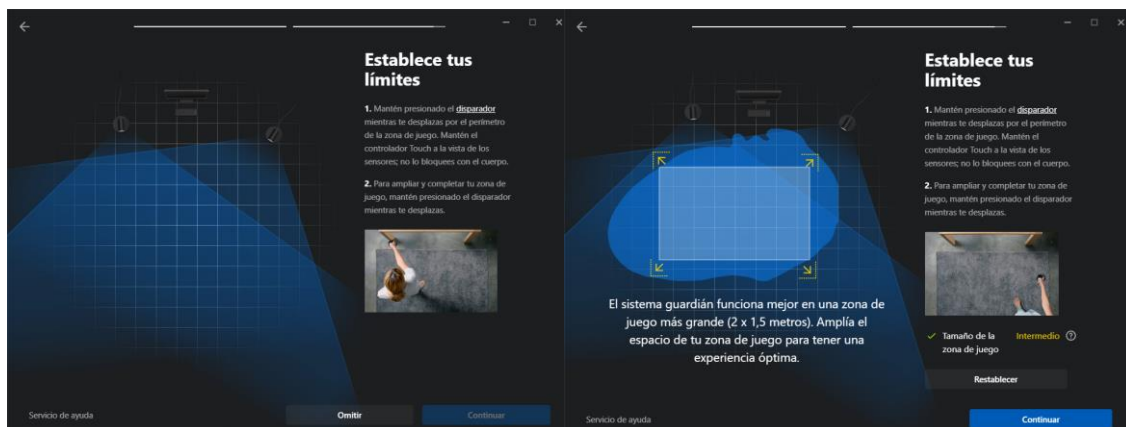 Establece tus
límites
1. Mantén presionado el disparador
mientras te desplazas por el perímetro
de la zona de juego. Mantén el
controlador Touch a la vista de los
sensores; no lo bloquees con el cuerpo.
2. Para ampliar y completar tu zona de
juego, mantén presionado el disparador
mientras te desplazas.
Servicio de ayuda
Omitir
Continuar
Establece tus
límites
1. Mantén presionado el disparador
mientras te desplazas por el perímetro
de la zona de juego. Mantén el
controlador Touch a la vista de los
sensores; no lo bloquees con el cuerpo.
2. Para ampliar y completar tu zona de
juego, mantén presionado el disparador
mientras te desplazas.
El sistema guardián funciona mejor en una zona de
juego más grande (2 x 1,5 metros). Amplía el
espacio de tu zona de juego para tener una
experiencia óptima.
Tamaño de la Intermedio ?
zona de juego
Restablecer
Servicio de ayuda
Continuar